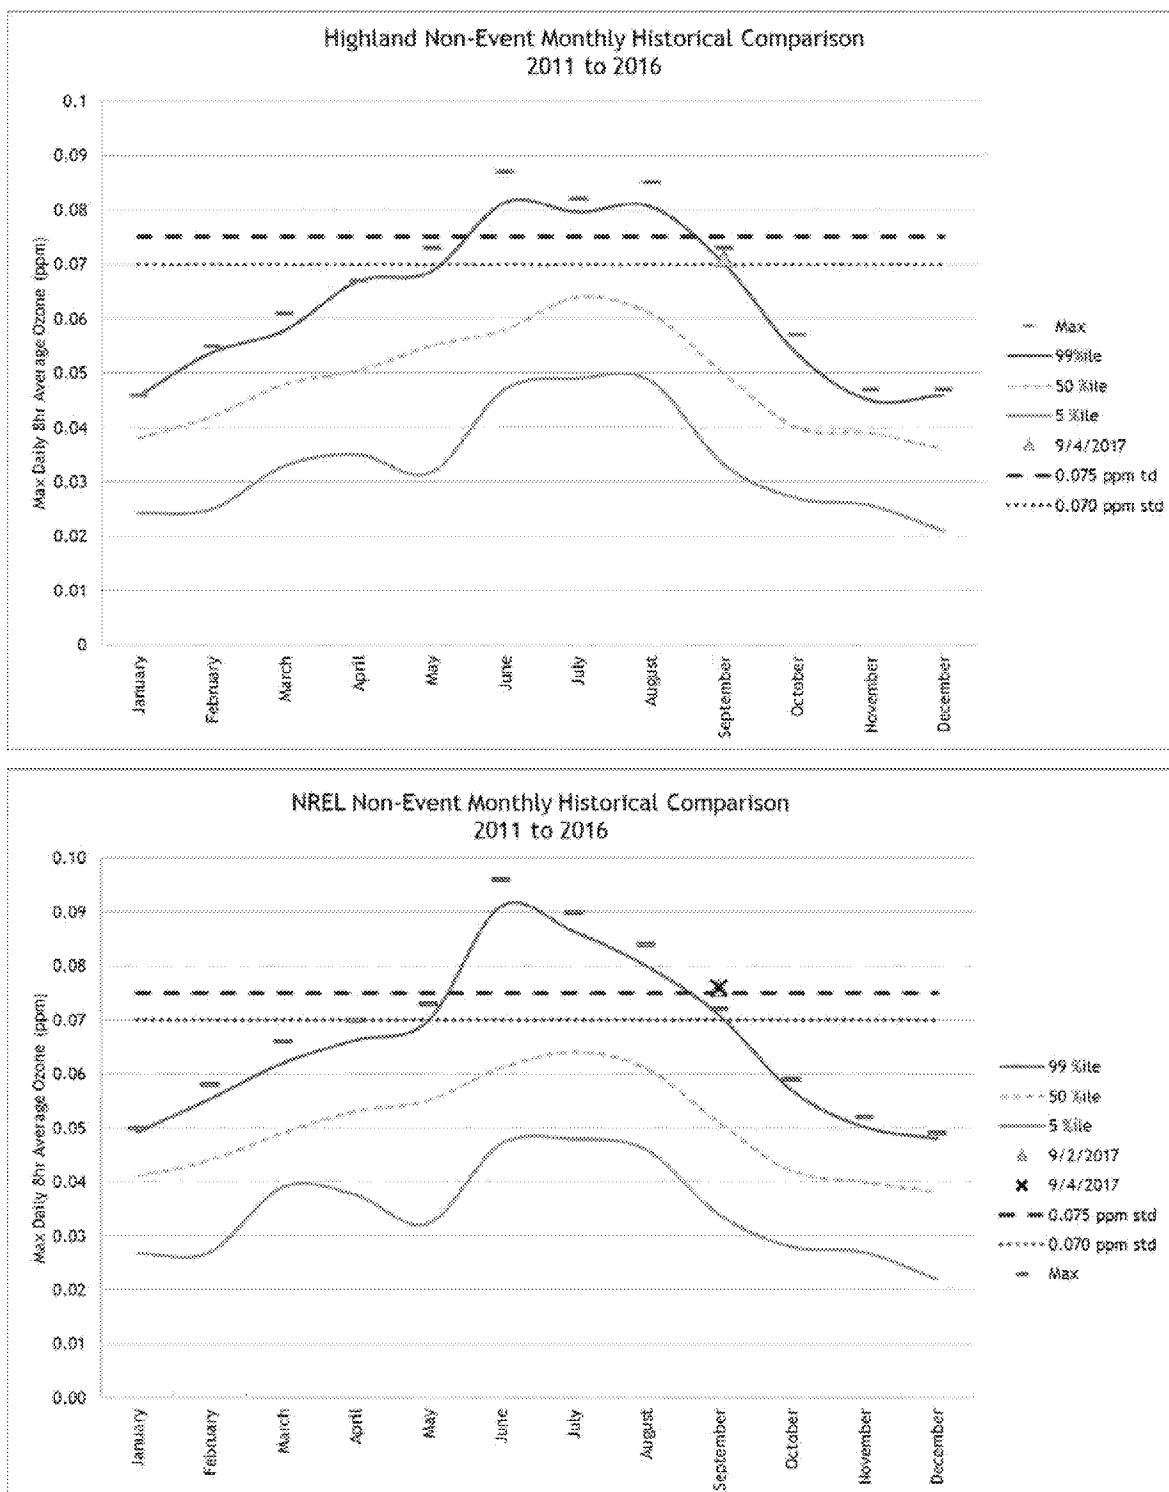 Highland Non-Event Monthly Historical Comparison
2011 to 2016
Max Daily 8hr Average Ozone (ppm)
0.1
0.09
0.08
0.07
0.06
0.05
0.04
0.03
0.02
0.01
0
January
February
March
April
May
June
July
August
September
October
November
December
Max
99%ile
50 %ile
5 %ile
9/4/2017
0.075 ppm td
0.070 ppm std
NREL Non-Event Monthly Historical Comparison
2011 to 2016
Max Daily 8hr Average Ozone (ppm)
0.10
0.09
0.08
0.07
0.06
0.05
0.04
0.03
0.02
0.01
0.00
January
February
March
April
May
June
July
August
September
October
November
December
99 %ile
50 %ile
5 %ile
9/2/2017
9/4/2017
0.075 ppm std
0.070 ppm std
Max